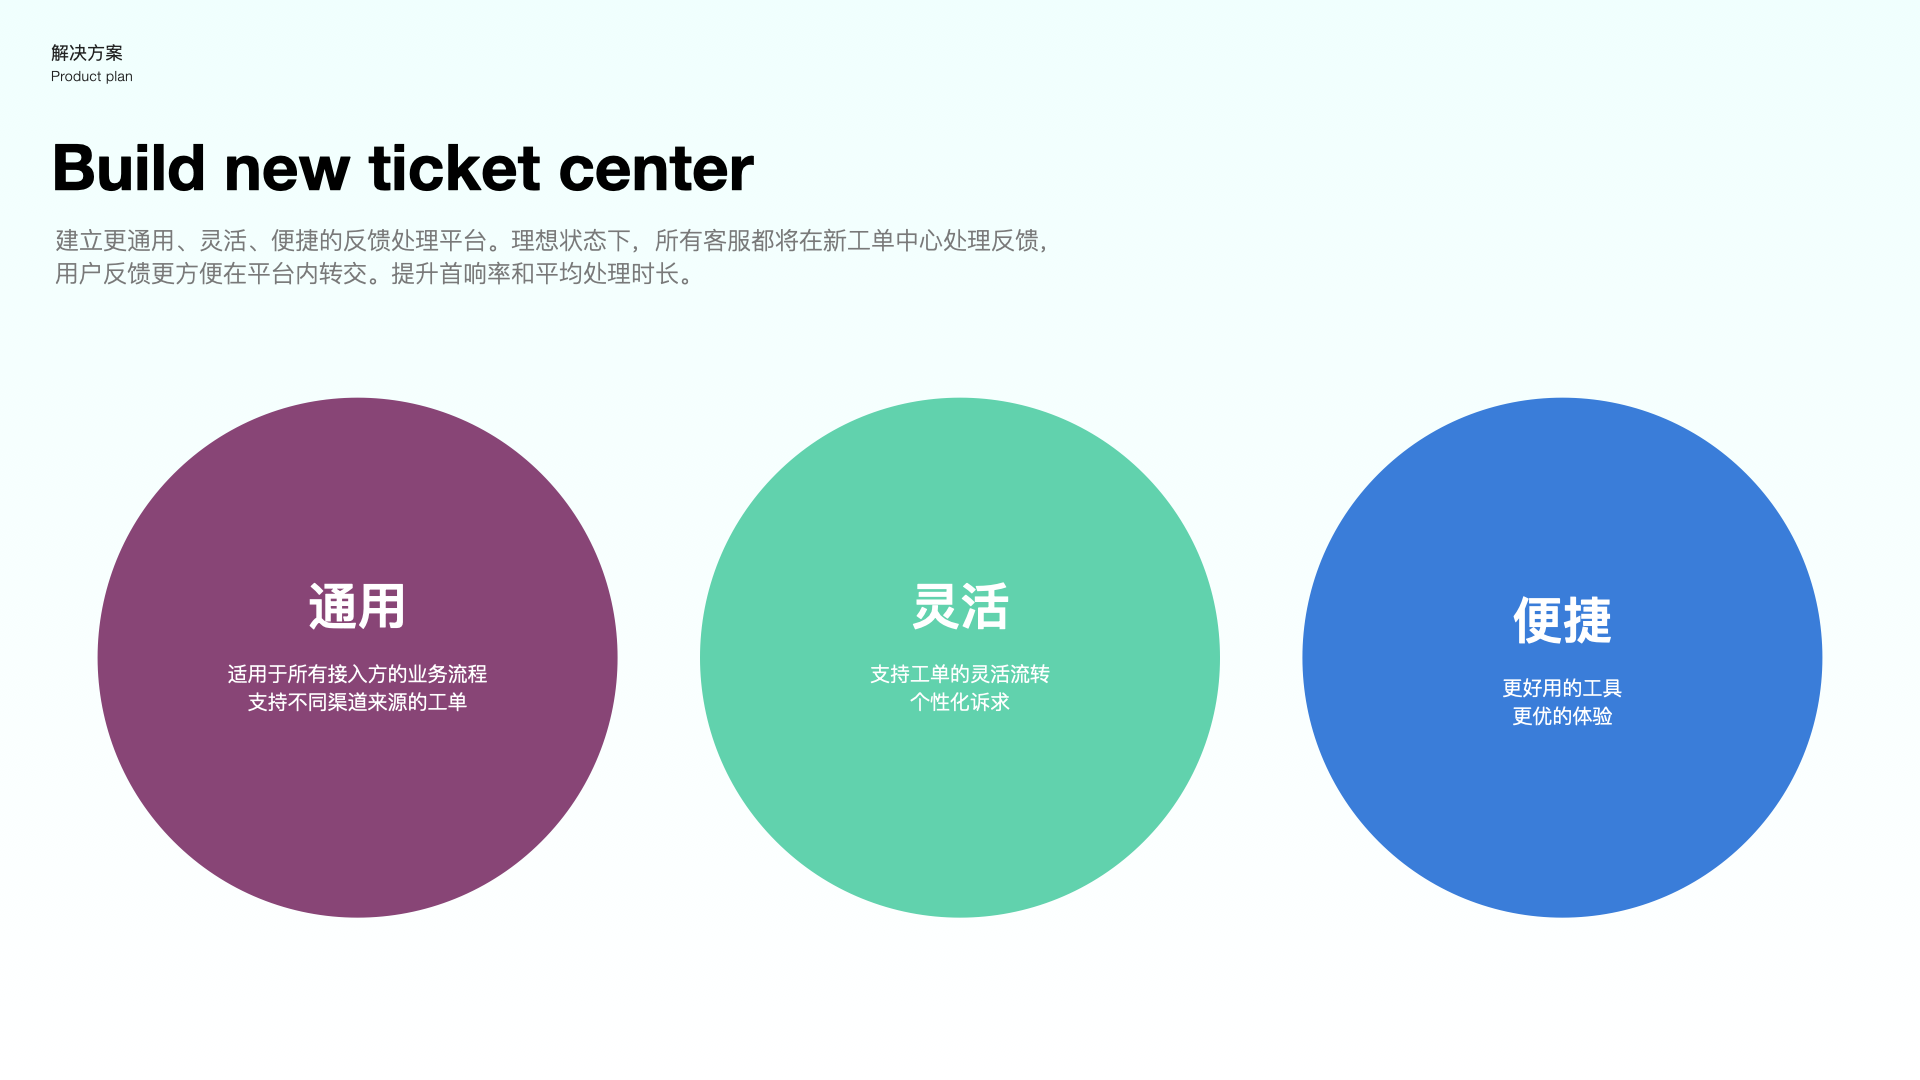 解决方案
Product plan
Build new ticket center
建立更通用、灵活、便捷的反馈处理平台。理想状态下，所有客服都将在新工单中心处理反馈，
用户反馈更方便在平台内转交。提升首响率和平均处理时长。
通用
适用于所有接入方的业务流程
支持不同渠道来源的工单
灵活
支持工单的灵活流转
个性化诉求
便捷
更好用的工具
更优的体验